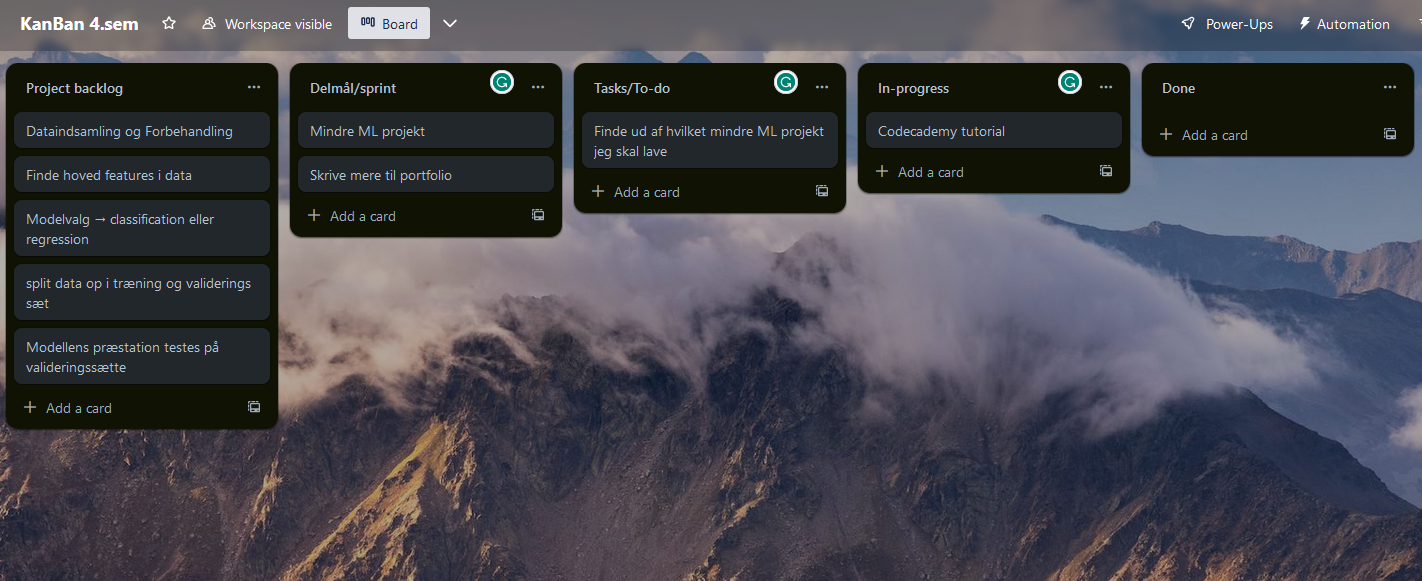 KanBan 4.sem
Workspace visible
Board
Power-Ups
Automation
Project backlog
Dataindsamling og Forbehandling
Finde hoved features i data
Modelvalg → classification eller
regression
split data op i træning og validerings
sæt
Modellens præstation testes på
valideringssætte
+ Add a card
Delmål/sprint
Mindre ML projekt
Skrive mere til portfolio
+ Add a card
Tasks/To-do
Finde ud af hvilket mindre ML projekt
jeg skal lave
+ Add a card
In-progress
Codecademy tutorial
+ Add a card
Done
+ Add a card